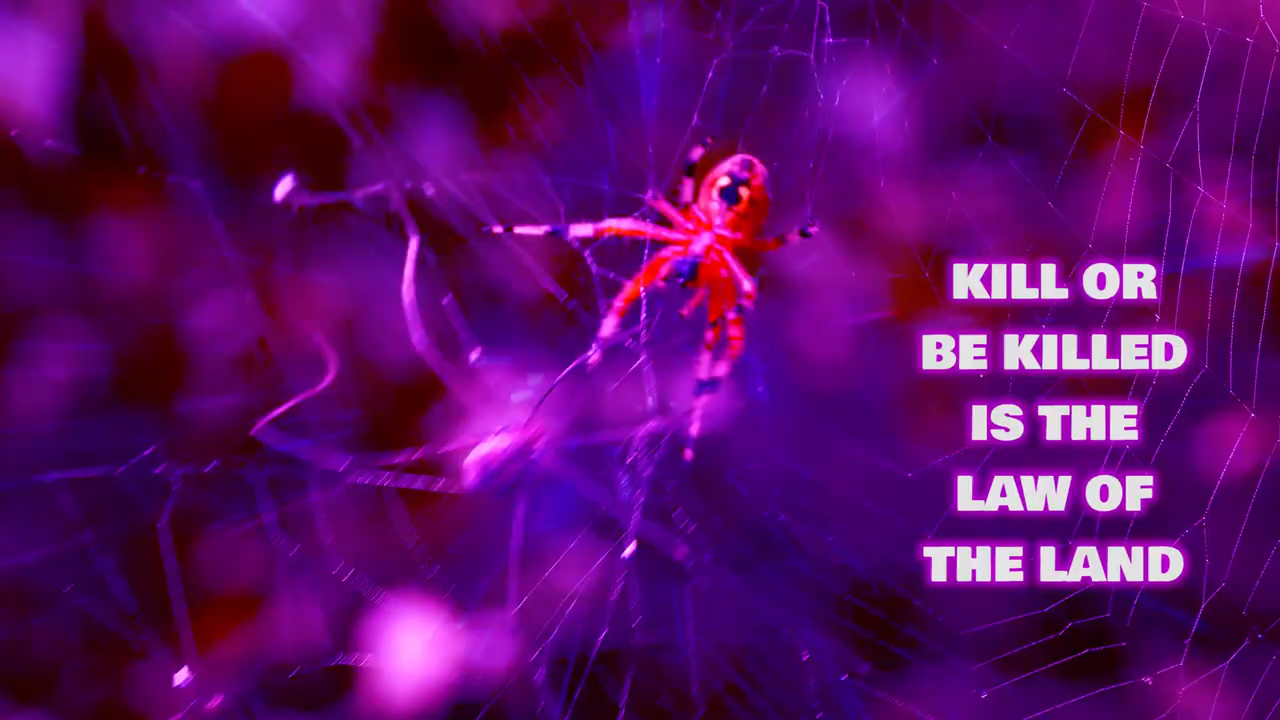 KILL OR
BE KILLED
IS THE
LAW OF
THE LAND